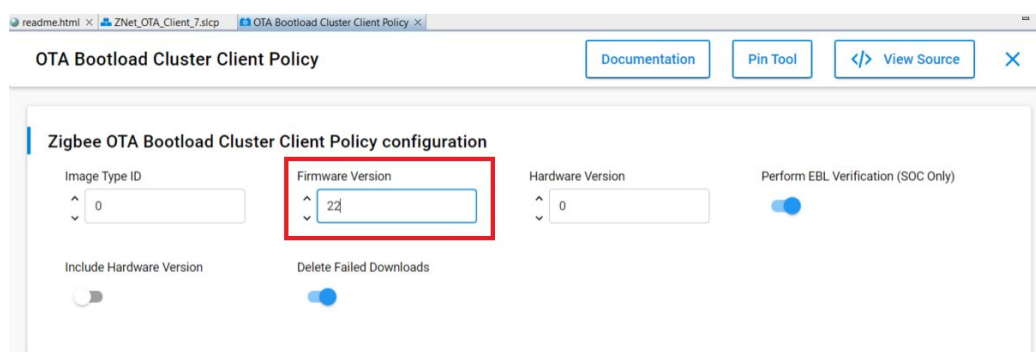 readme.html ZNet_OTA_Client_7.slcp OTA Bootload Cluster Client Policy
OTA Bootload Cluster Client Policy Documentation Pin Tool </> View Source
Zigbee OTA Bootload Cluster Client Policy configuration
Image Type ID Firmware Version Hardware Version Perform EBL Verification (SOC Only)
0 22 0
Include Hardware Version Delete Failed Downloads